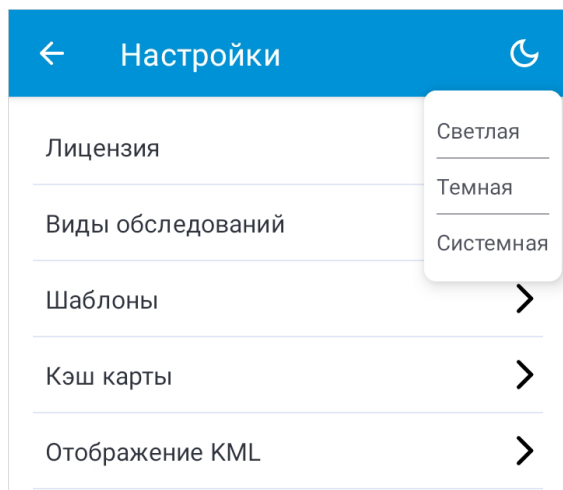 Настройки
Светлая
Лицензия
Темная
Виды обследований
Системная
Шаблоны
Кэш карты
Отображение KML